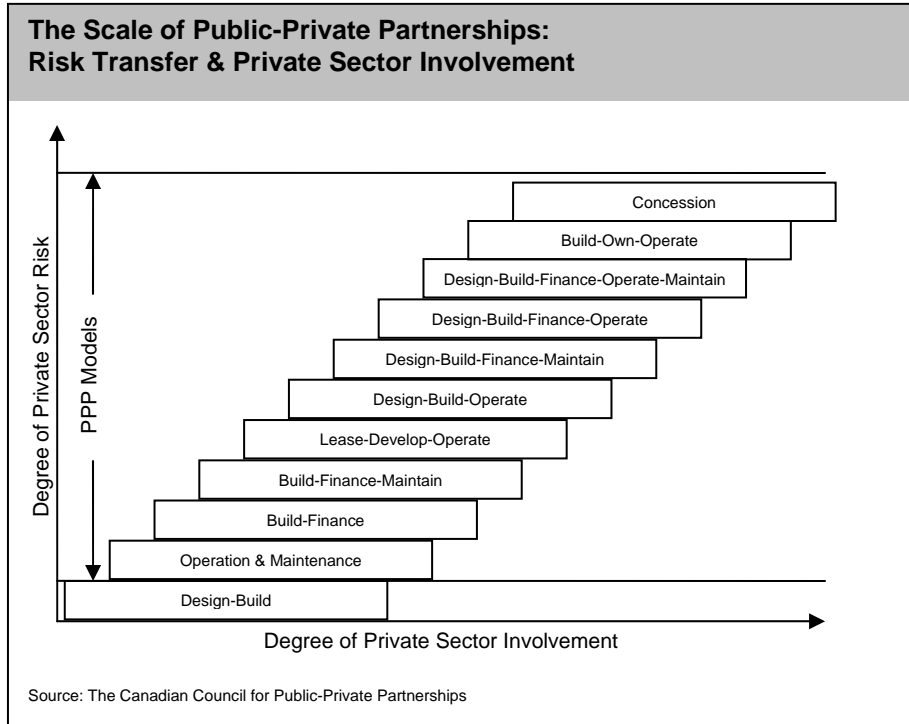 The Scale of Public-Private Partnerships:
Risk Transfer & Private Sector Involvement
Degree of Private Sector Risk
PPP Models
Concession
Build-Own-Operate
Design-Build-Finance-Operate-Maintain
Design-Build-Finance-Operate
Design-Build-Finance-Maintain
Design-Build-Operate
Lease-Develop-Operate
Build-Finance-Maintain
Build-Finance
Operation & Maintenance
Design-Build
Degree of Private Sector Involvement
Source: The Canadian Council for Public-Private Partnerships